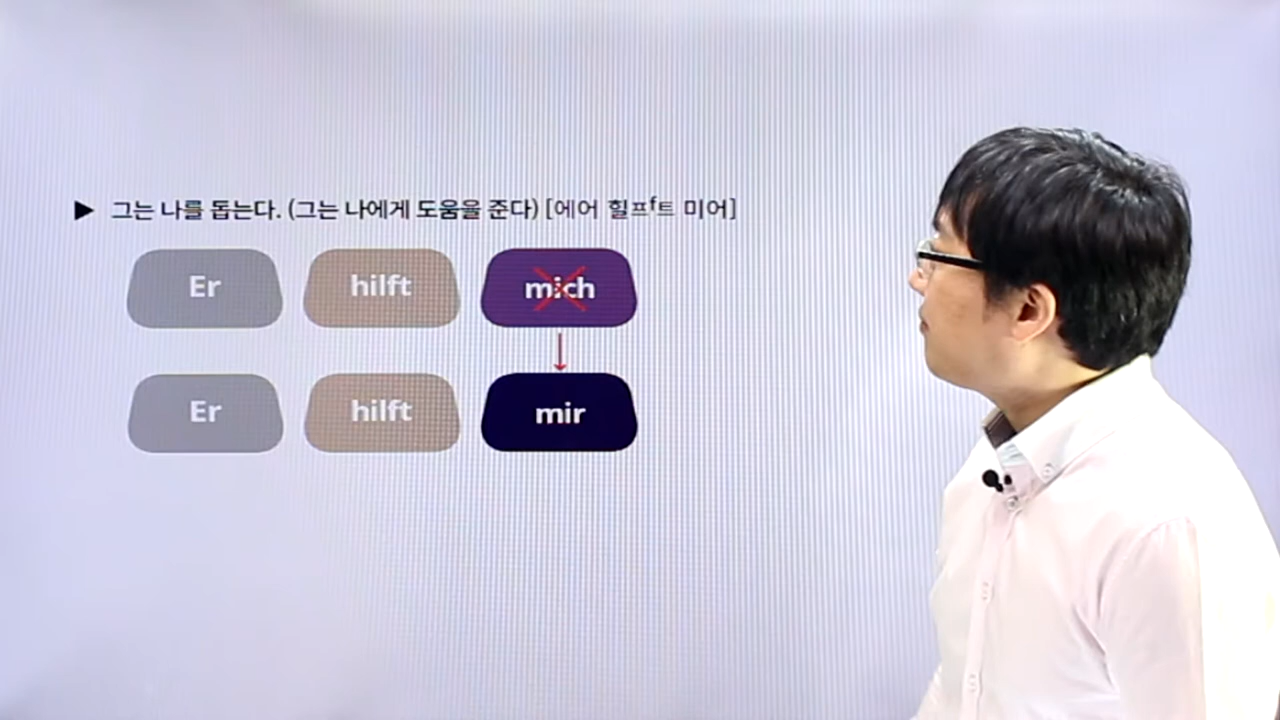 ▶ 그는 나를 돕는다. (그는 나에게 도움을 준다) [에어 힐프ᶠ트 미어]
Er hilft mich
Er hilft mir